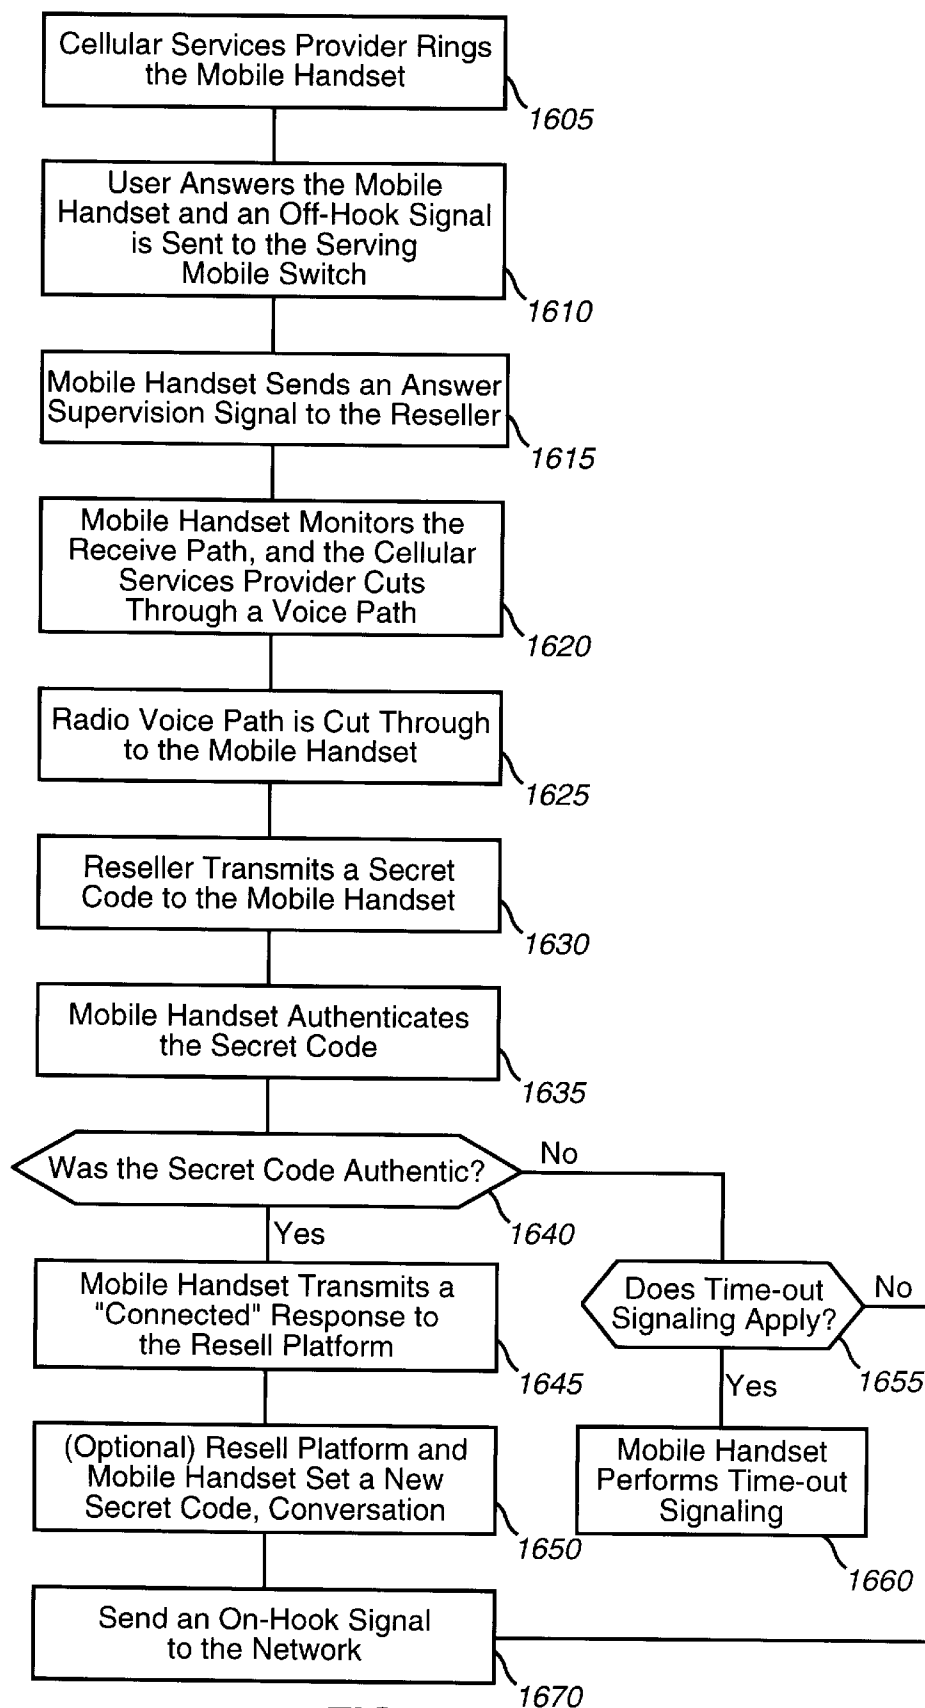 Cellular Services Provider Rings
the Mobile Handset
1605
User Answers the Mobile
Handset and an Off-Hook Signal
is Sent to the Serving
Mobile Switch
1610
Mobile Handset Sends an Answer
Supervision Signal to the Reseller
1615
Mobile Handset Monitors the
Receive Path, and the Cellular
Services Provider Cuts
Through a Voice Path
1620
Radio Voice Path is Cut Through
to the Mobile Handset
1625
Reseller Transmits a Secret
Code to the Mobile Handset
1630
Mobile Handset Authenticates
the Secret Code
1635
Was the Secret Code Authentic?
No
1640
Yes
Mobile Handset Transmits a
"Connected" Response to
the Resell Platform
1645
Does Time-out
Signaling Apply?
No
1655
Yes
(Optional) Resell Platform and
Mobile Handset Set a New
Secret Code, Conversation
1650
Mobile Handset
Performs Time-out
Signaling
1660
Send an On-Hook Signal
to the Network
1670